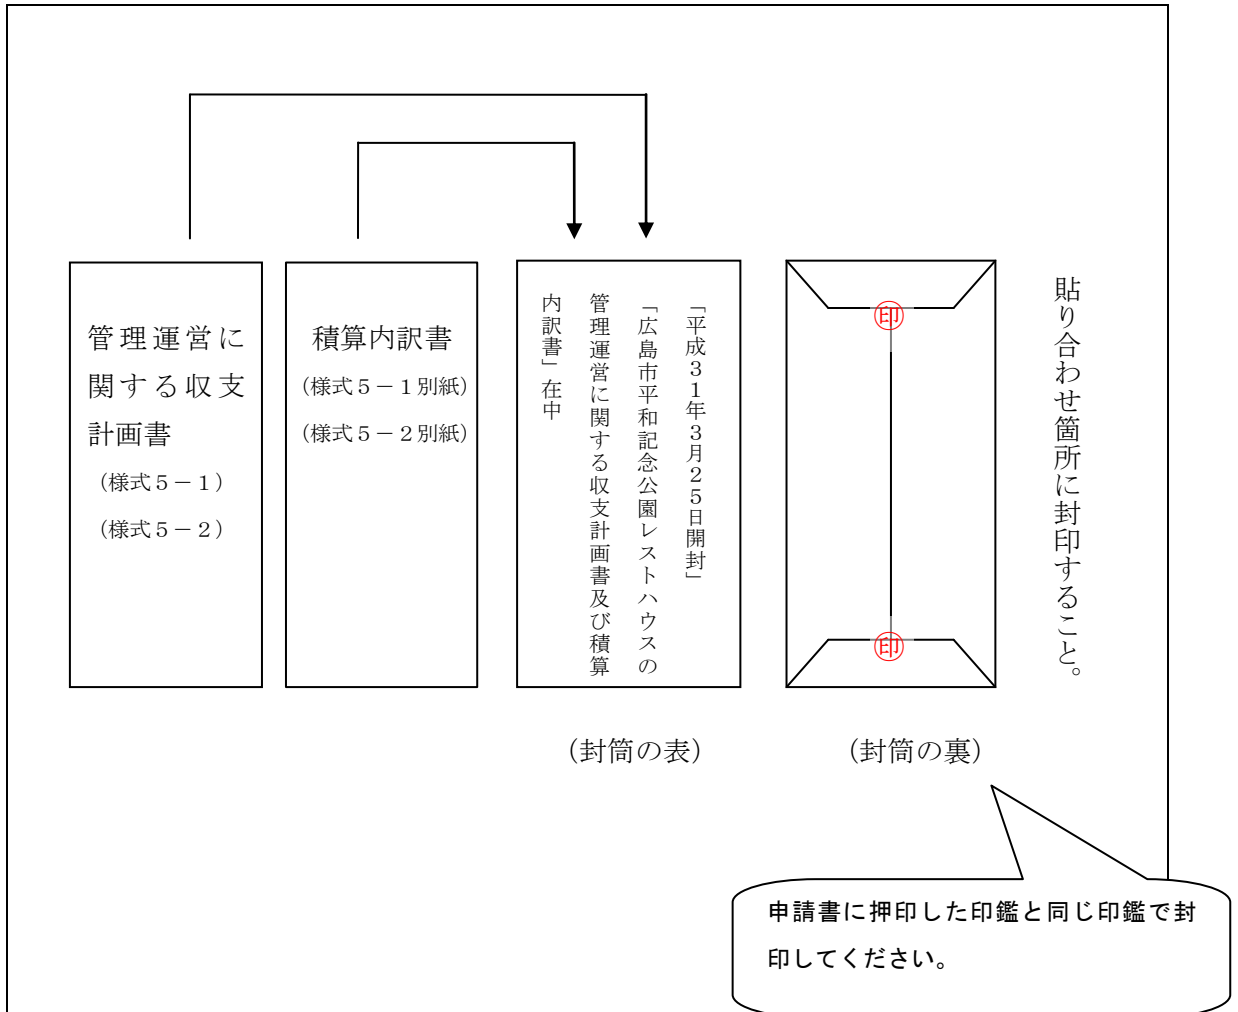 管理運営に
関する収支
計画書
（様式５－１）
（様式５－２）
積算内訳書
（様式５－１別紙）
（様式５－２別紙）
「平成３１年３月２５日開封」
「広島市平和記念公園レストハウスの
管理運営に関する収支計画書及び積算
内訳書」在中
印
印
貼り合わせ箇所に封印すること。
（封筒の表）
（封筒の裏）
申請書に押印した印鑑と同じ印鑑で封
印してください。